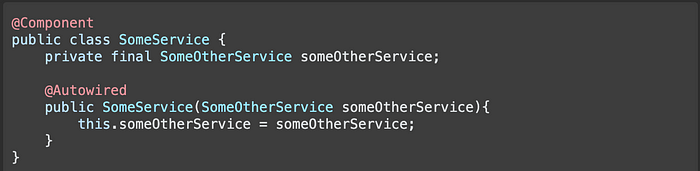 @Component
public class SomeService {
    private final SomeOtherService someOtherService;

    @Autowired
    public SomeService(SomeOtherService someOtherService){
        this.someOtherService = someOtherService;
    }
}